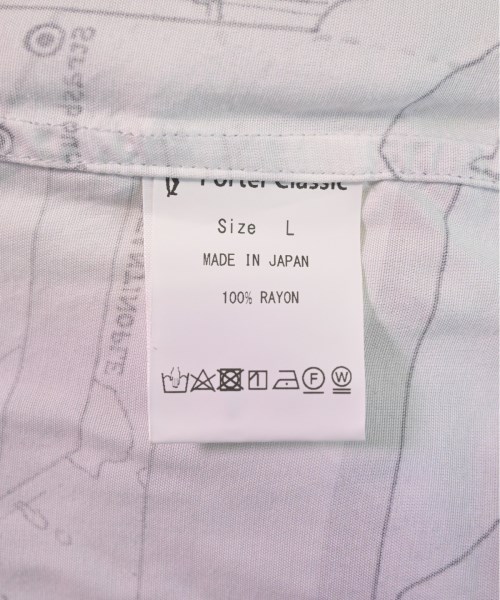 Porter Classic
Size L
MADE IN JAPAN
100% RAYON
F W